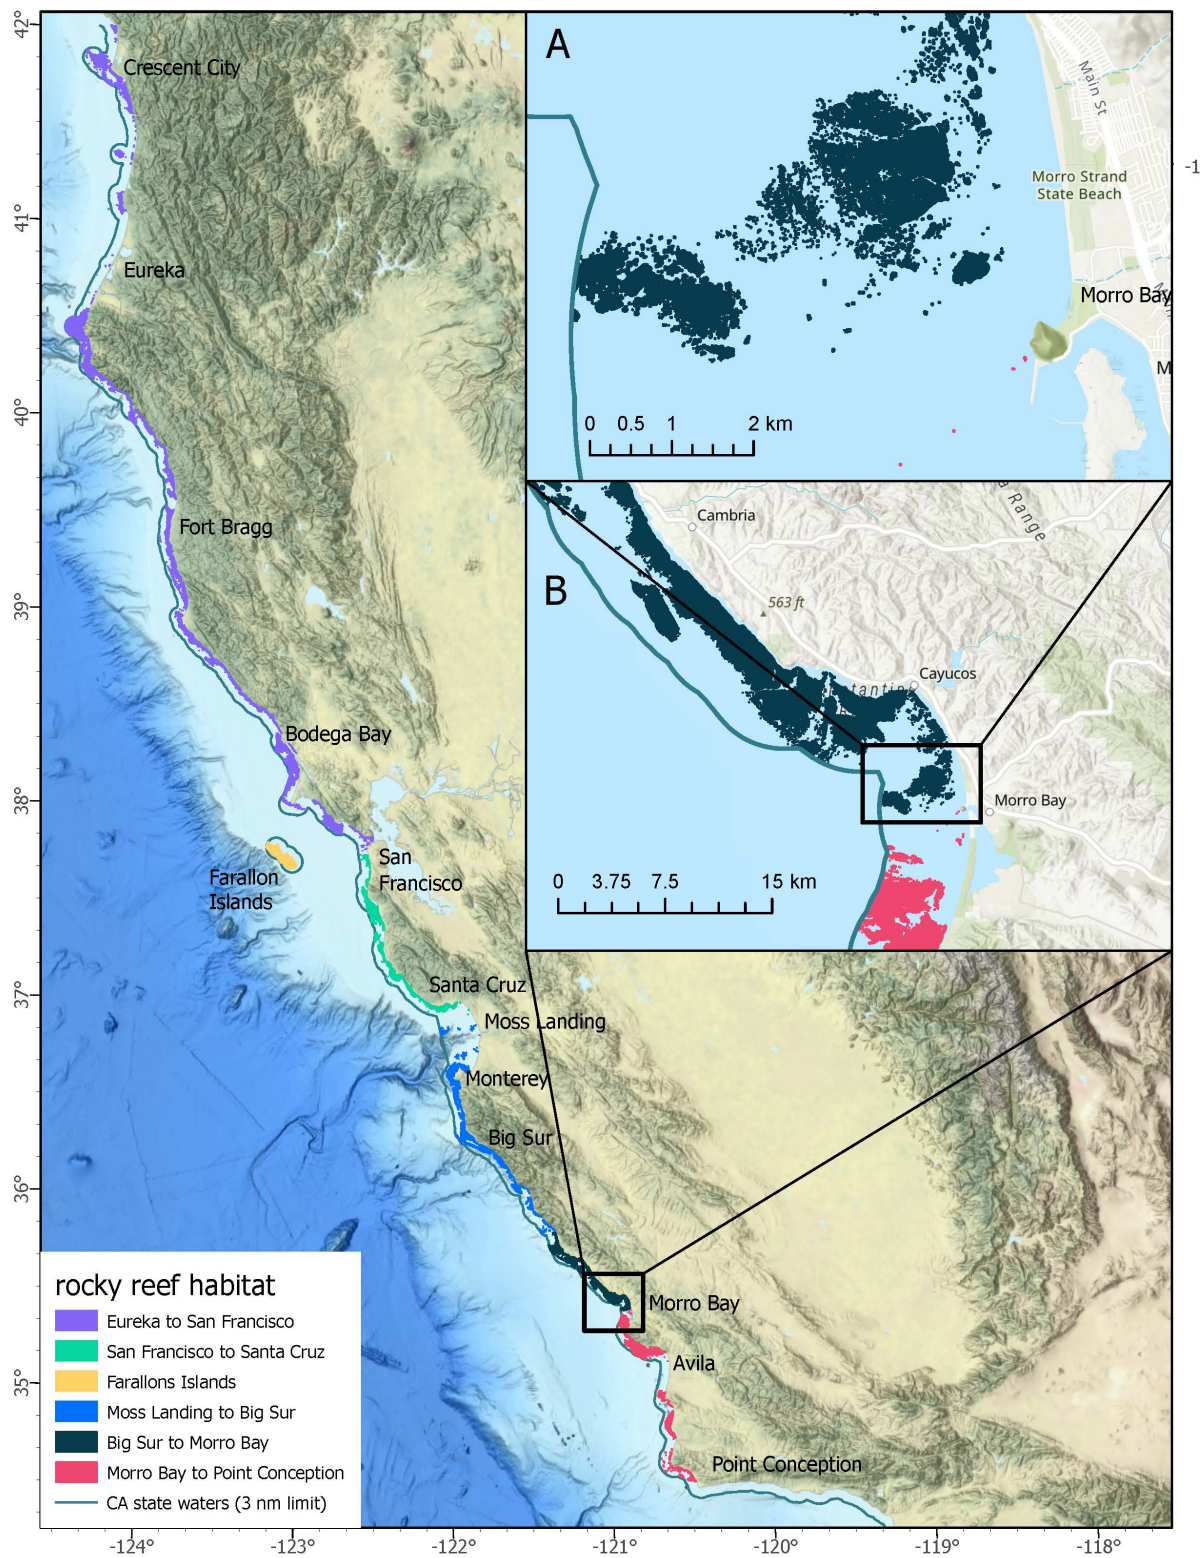 42°
41°
40°
39°
38°
37°
36°
35°
Crescent City
Eureka
Fort Bragg
Bodega Bay
San
Francisco
Farallon
Islands
Santa Cruz
Moss Landing
Monterey
Big Sur
Morro Bay
Avila
Point Conception
A
Main St
Morro Strand
State Beach
Morro Bay
M
-1
0 0.5 1 2 km
B
Cambria
a Range
563 ft
Cayucos
Morro Bay
0 3.75 7.5 15 km
rocky reef habitat
Eureka to San Francisco
San Francisco to Santa Cruz
Farallons Islands
Moss Landing to Big Sur
Big Sur to Morro Bay
Morro Bay to Point Conception
CA state waters (3 nm limit)
-124° -123° -122° -121° -120° -119° -118°